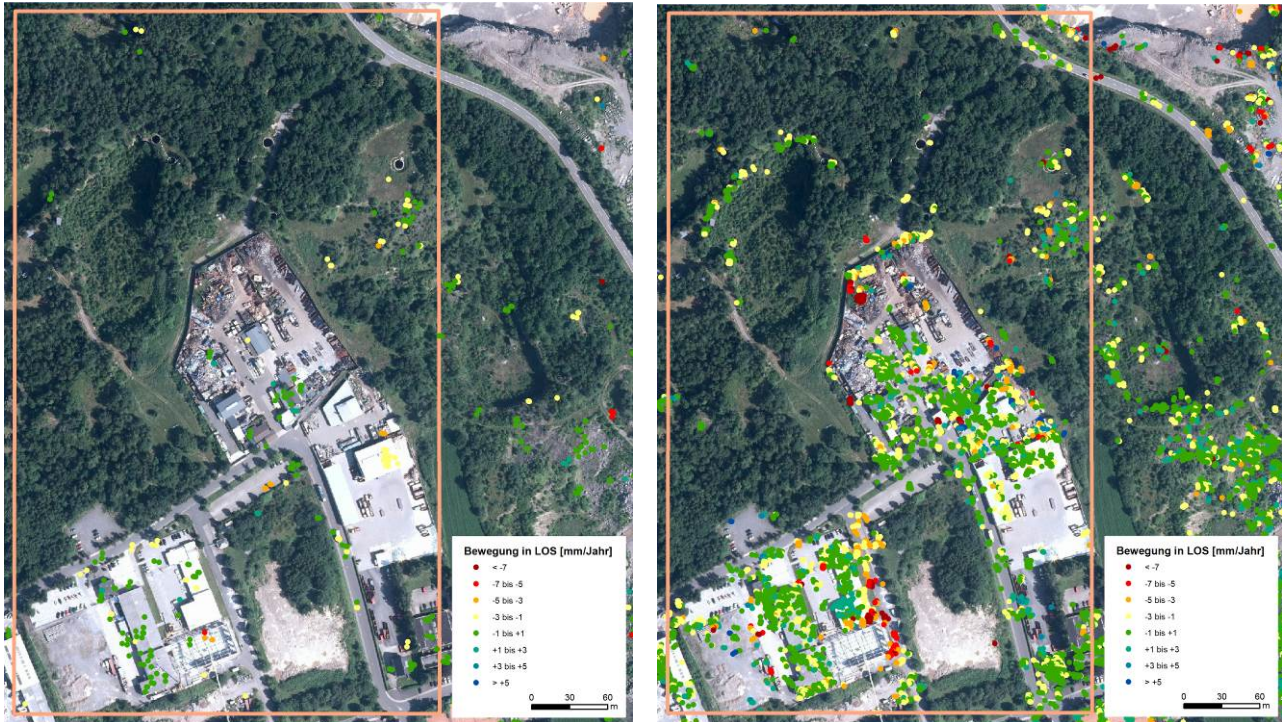 Bewegung in LOS [mm/Jahr]
< -7
-7 bis -5
-5 bis -3
-3 bis -1
-1 bis +1
+1 bis +3
+3 bis +5
> +5
0 30 60
m
Bewegung in LOS [mm/Jahr]
< -7
-7 bis -5
-5 bis -3
-3 bis -1
-1 bis +1
+1 bis +3
+3 bis +5
> +5
0 30 60
m